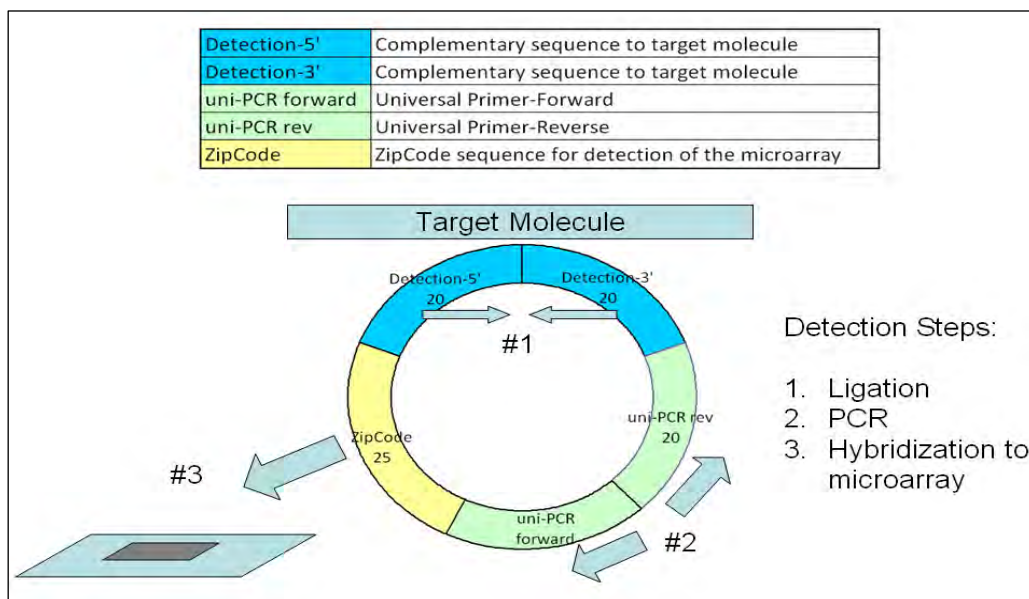 Detection-5' Complementary sequence to target molecule
Detection-3' Complementary sequence to target molecule
uni-PCR forward Universal Primer-Forward
uni-PCR rev Universal Primer-Reverse
ZipCode ZipCode sequence for detection of the microarray
Target Molecule
Detection-5'
20
Detection-3'
20
#1
Detection Steps:
1. Ligation
2. PCR
3. Hybridization to
microarray
uni-PCR rev
20
ZipCode
25
#3
uni-PCR
forward
#2